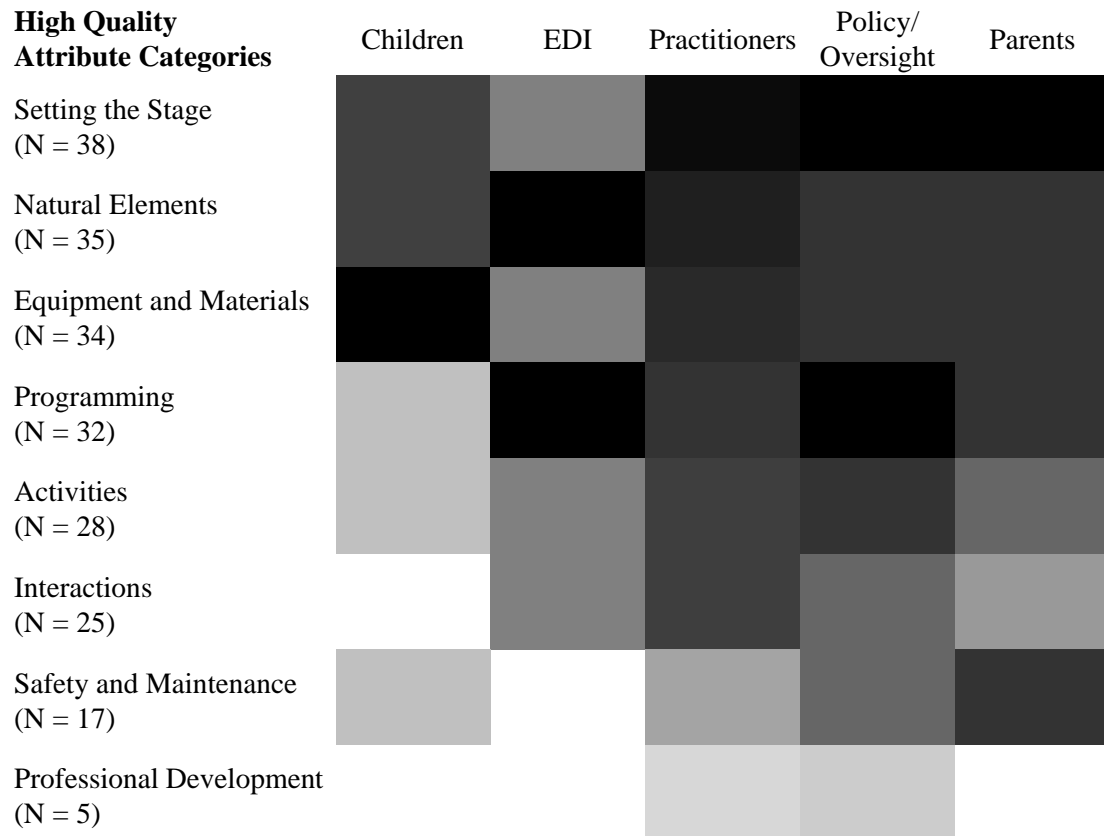 High Quality
Attribute Categories
Children
EDI
Practitioners
Policy/
Oversight
Parents
Setting the Stage
(N = 38)
Natural Elements
(N = 35)
Equipment and Materials
(N = 34)
Programming
(N = 32)
Activities
(N = 28)
Interactions
(N = 25)
Safety and Maintenance
(N = 17)
Professional Development
(N = 5)